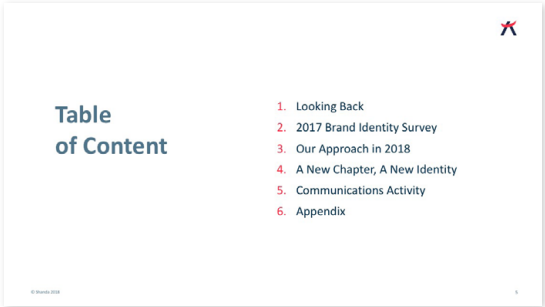 Table
of Content
1. Looking Back
2. 2017 Brand Identity Survey
3. Our Approach in 2018
4. A New Chapter, A New Identity
5. Communications Activity
6. Appendix